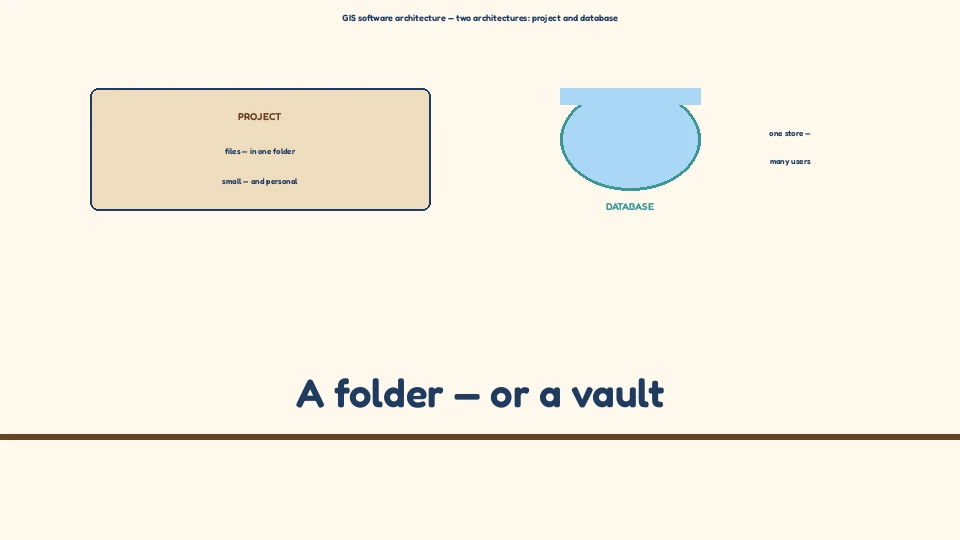 GIS software architecture — two architectures: project and database
PROJECT
files — in one folder
small — and personal
one store —
many users
DATABASE
A folder — or a vault